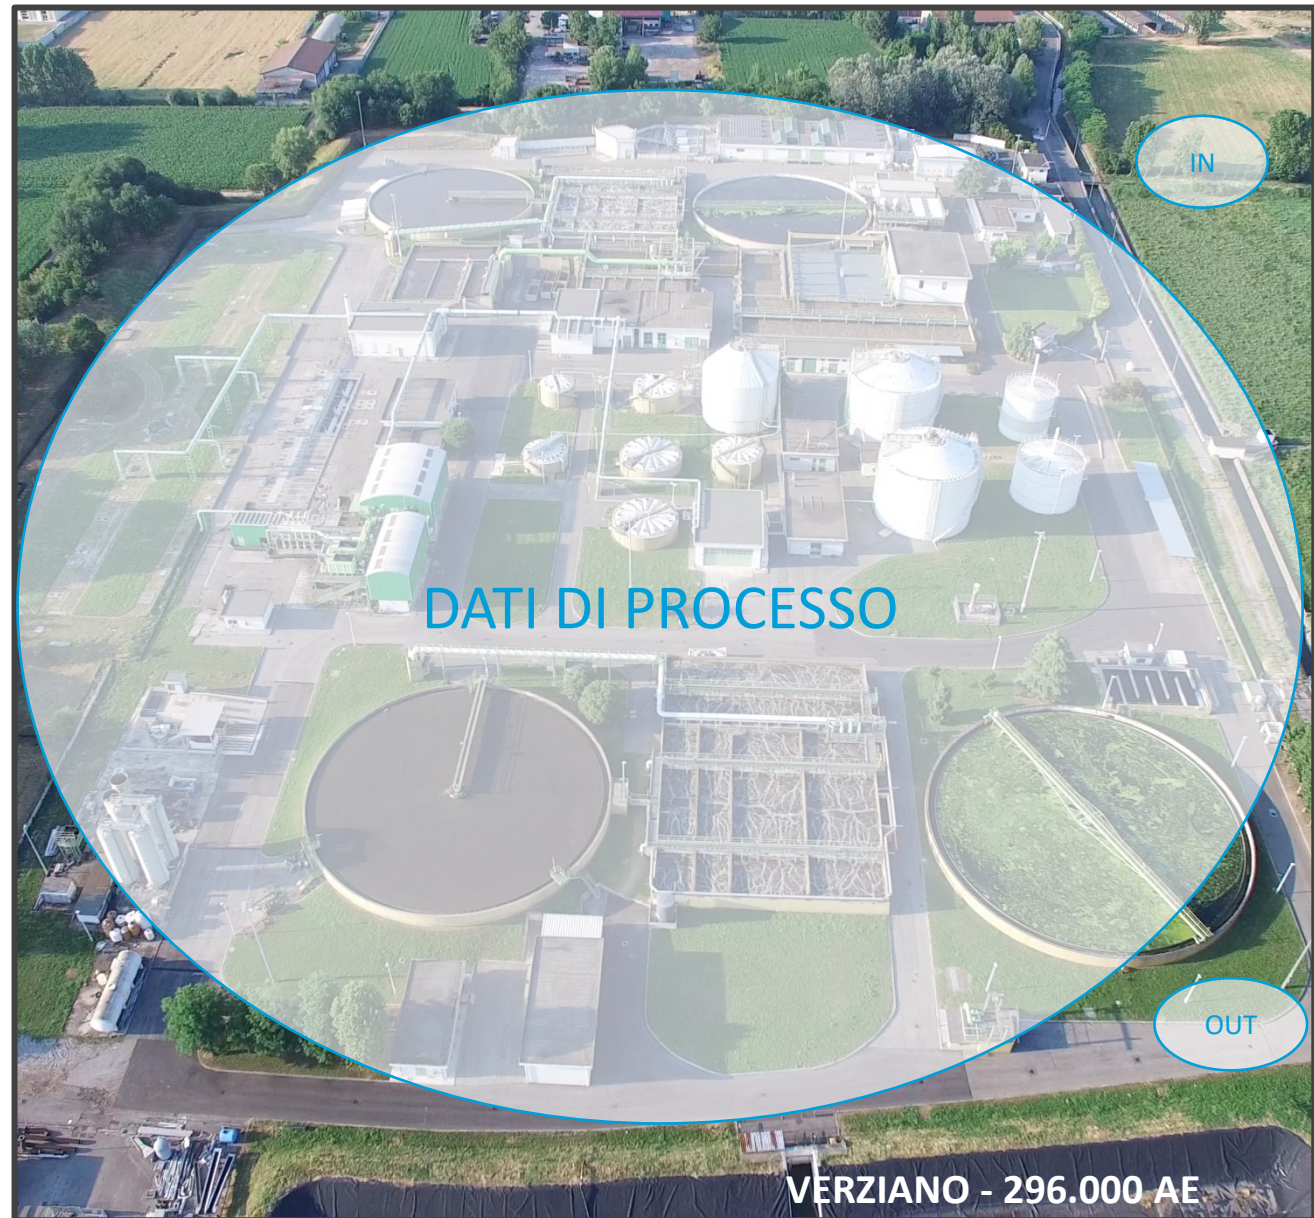 IN
DATI DI PROCESSO
OUT
VERZIANO - 296.000 AE